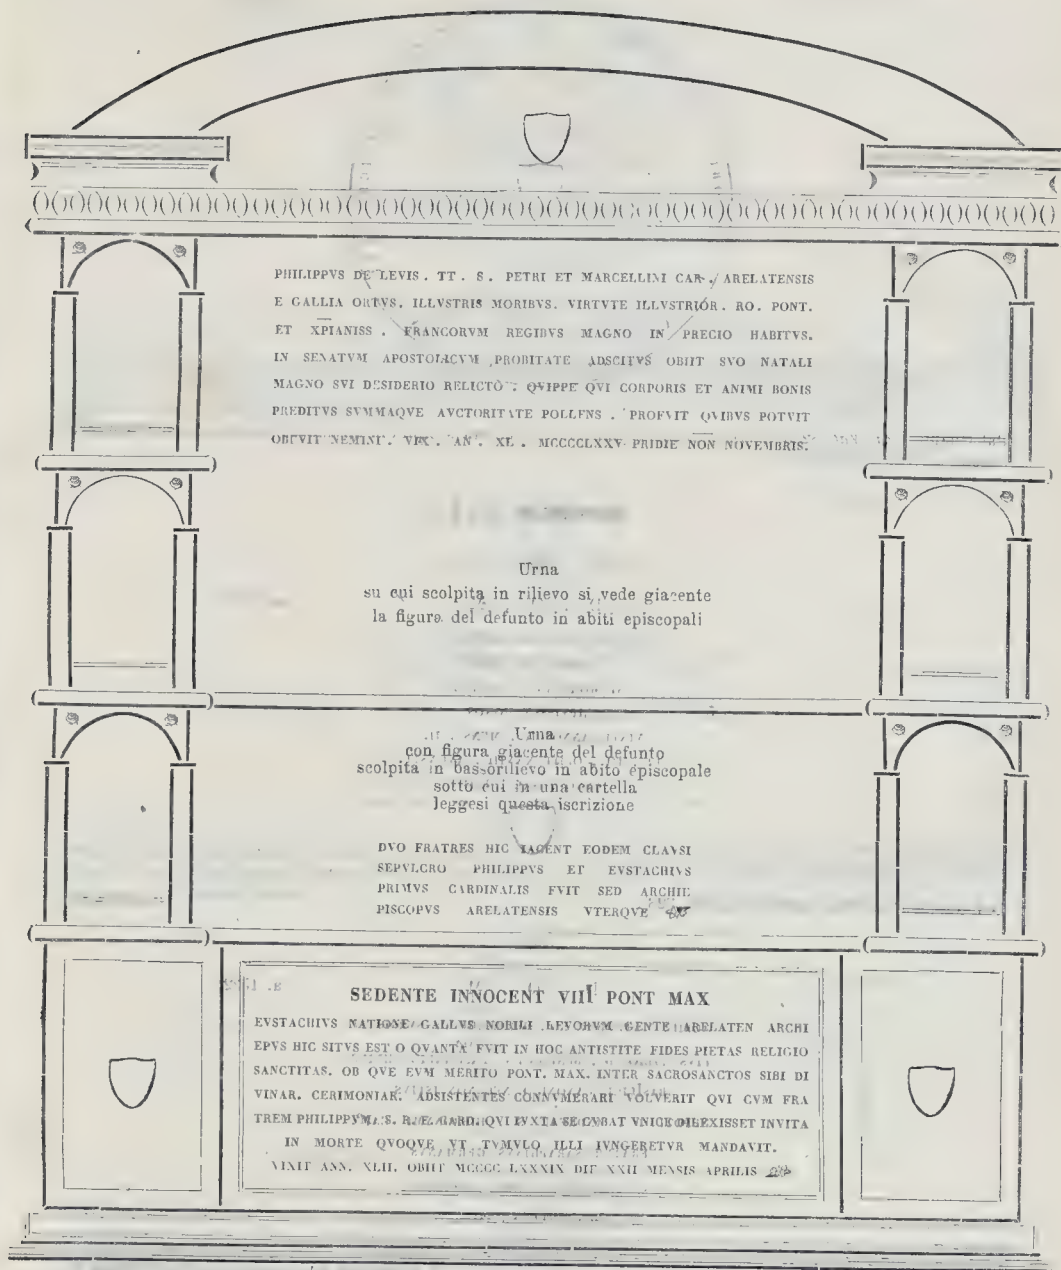 PHILIPPVS DE LEVIS . TT . S . PETRI ET MARCELLINI CAR . ARELATENSIS
E GALLIA ORTVS. ILLVSTRIS MORIBVS. VIRTVTE ILLVSTRIOR. RO. PONT.
ET XPIANISS . FRANCORVM REGIBVS MAGNO IN PRECIO HABITVS.
IN SENATVM APOSTOLICVM PROBITATE ADSCITVS OBIIT SVO NATALI
MAGNO SVI DESIDERIO RELICTO . QVIPPE QVI CORPORIS ET ANIMI BONIS
PREDITVS SVMMAQVE AVCTORITATE POLLENS . PROFVIT QVIBVS POTVIT
OBFVIT NEMINI . VIX . AN . XL . MCCCCLXXV PRIDIE NON NOVEMBRIS.
Urna
su cui scolpita in rilievo si vede giacente
la figura del defunto in abiti episcopali
Urna
con figura giacente del defunto
scolpita in bassorilievo in abito episcopale
sotto cui in una cartella
leggesi questa iscrizione
DVO FRATRES HIC IACENT EODEM CLAVSI
SEPVLCRO PHILIPPVS ET EVSTACHIVS
PRIMVS CARDINALIS FVIT SED ARCHIE
PISCOPVS ARELATENSIS VTERQVE
SEDENTE INNOCENT VIII PONT MAX
EVSTACHIVS NATIONE GALLVS NOBILI LEVORVM GENTE ARELATEN ARCHI
EPVS HIC SITVS EST O QVANTA FVIT IN HOC ANTISTITE FIDES PIETAS RELIGIO
SANCTITAS. OB QVE EVM MERITO PONT. MAX. INTER SACROSANCTOS SIBI DI
VINAR. CERIMONIAR. ADSISTENTES CONNVMERARI VOLVERIT QVI CVM FRA
TREM PHILIPPVM. S. R. E. CARD. QVI IVXTA SE CVBAT VNICE DILEXISSET INVITA
IN MORTE QVOQVE VT TVMVLO ILLI IVNGERETVR MANDAVIT.
VIXIT ANN. XLII. OBIIT MCCCC LXXXIX DIE XXII MENSIS APRILIS